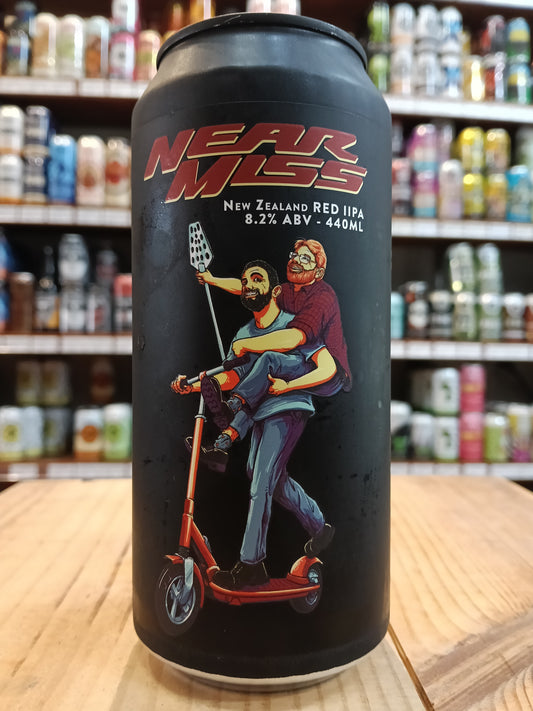 NEAR
MISS
NEW ZEALAND RED IIPA
8.2% ABV - 440ML